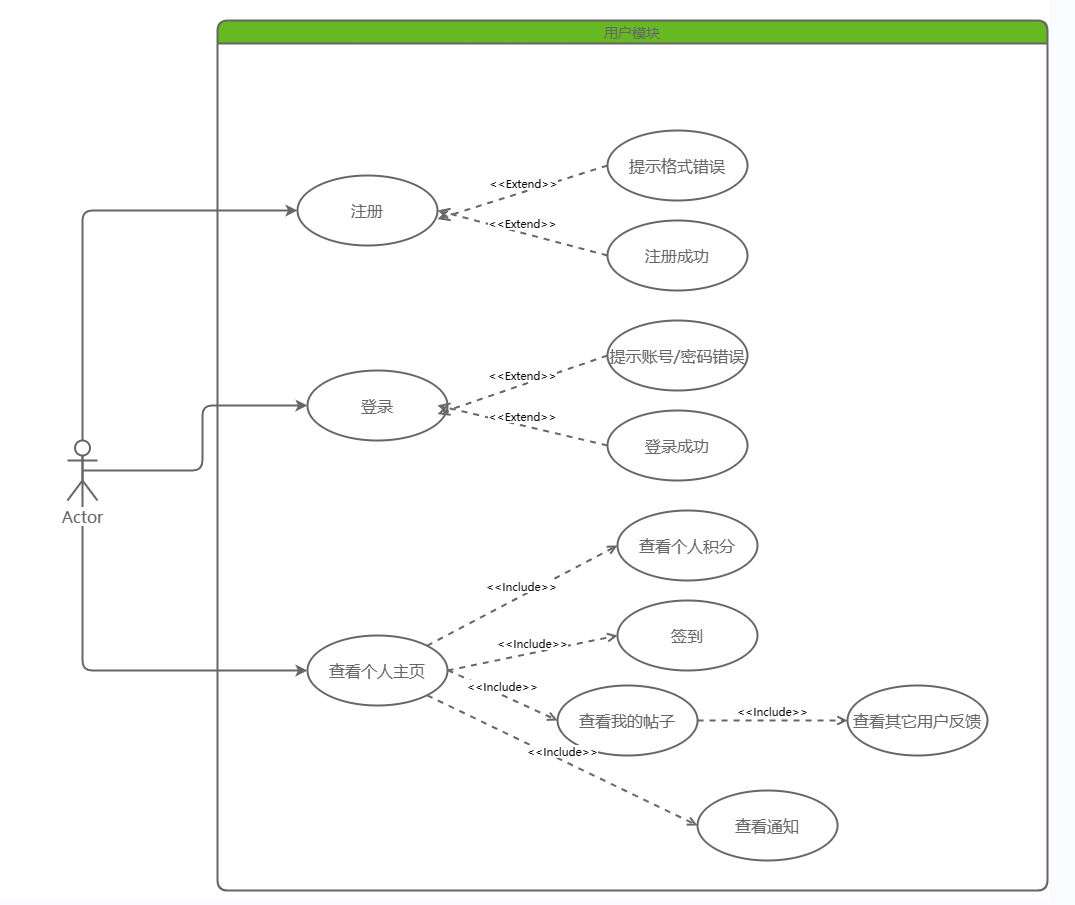 用户模块
提示格式错误
<<Extend>>
注册
<<Extend>>
注册成功
提示账号/密码错误
<<Extend>>
登录
<<Extend>>
登录成功
Actor
查看个人积分
<<Include>>
签到
<<Include>>
查看个人主页
<<Include>>
查看我的帖子
<<Include>>
查看其它用户反馈
<<Include>>
查看通知